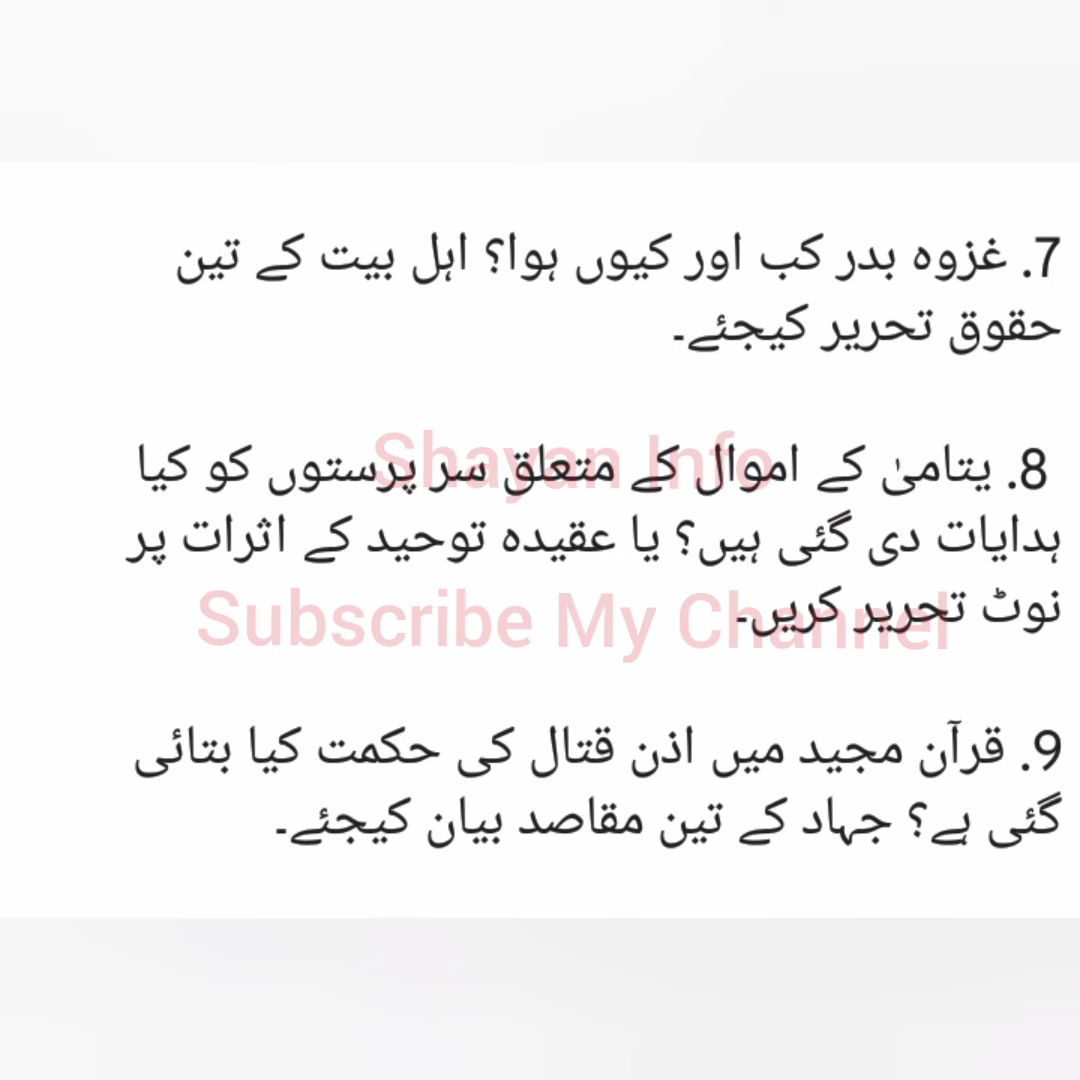 7. غزوہ بدر کب اور کیوں ہوا؟ اہل بیت کے تین
حقوق تحریر کیجئے۔
8. یتامیٰ کے اموال کے متعلق سر پرستوں کو کیا
Shayan Info
ہدایات دی گئی ہیں؟ یا عقیدہ توحید کے اثرات پر
نوٹ تحریر کریں۔
Subscribe My Channel
9. قرآن مجید میں اذن قتال کی حکمت کیا بتائی
گئی ہے؟ جہاد کے تین مقاصد بیان کیجئے۔